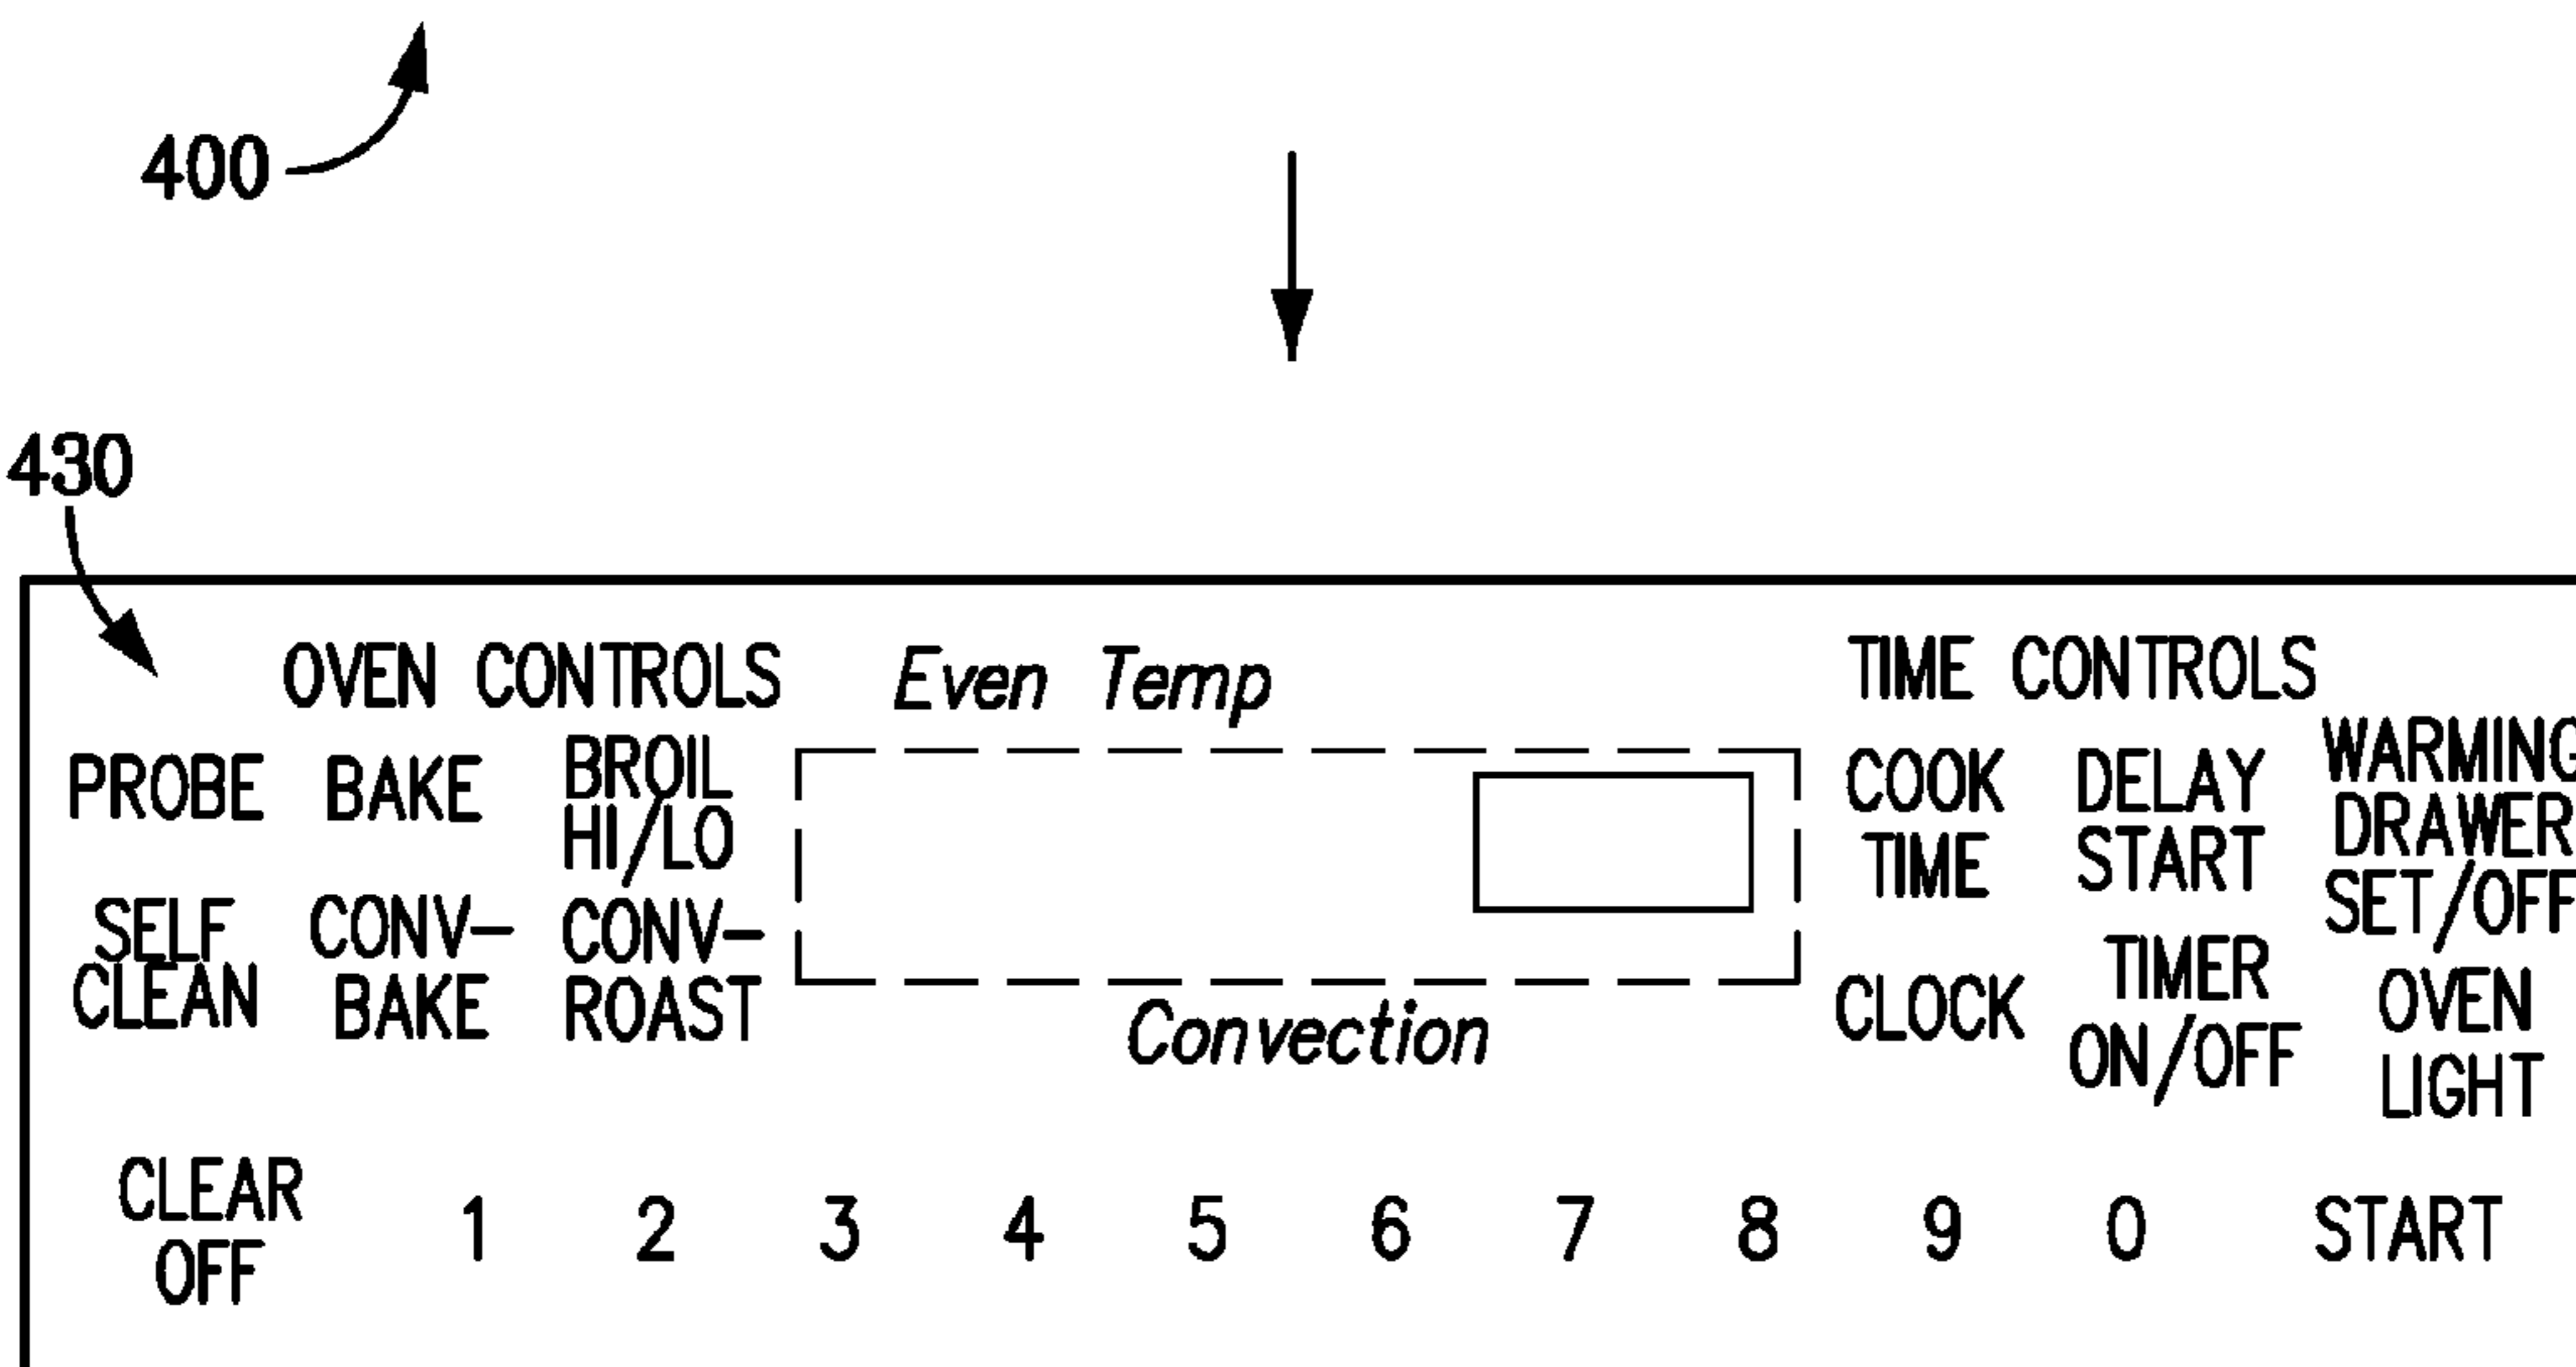 400
430
OVEN CONTROLS Even Temp TIME CONTROLS
PROBE
BAKE
BROIL
HI/LO
COOK
TIME
DELAY
START
WARMING
DRAWER
SET/OFF
SELF
CLEAN
CONV-
BAKE
CONV-
ROAST
Convection
CLOCK
TIMER
ON/OFF
OVEN
LIGHT
CLEAR
OFF
1 2 3 4 5 6 7 8 9 0 START